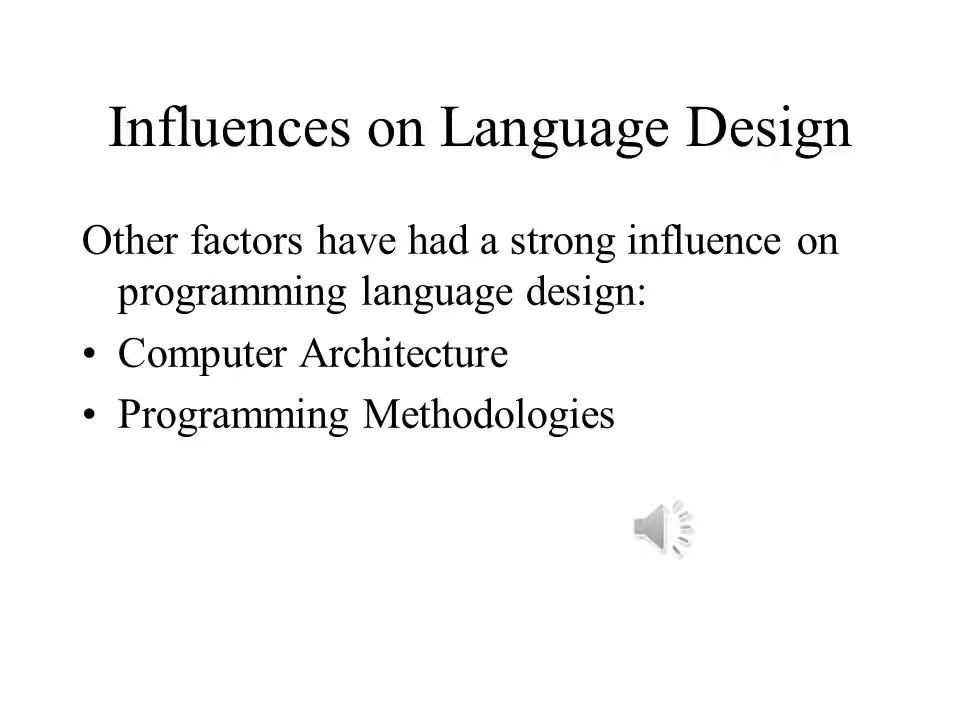 Influences on Language Design
Other factors have had a strong influence on
programming language design:
• Computer Architecture
• Programming Methodologies